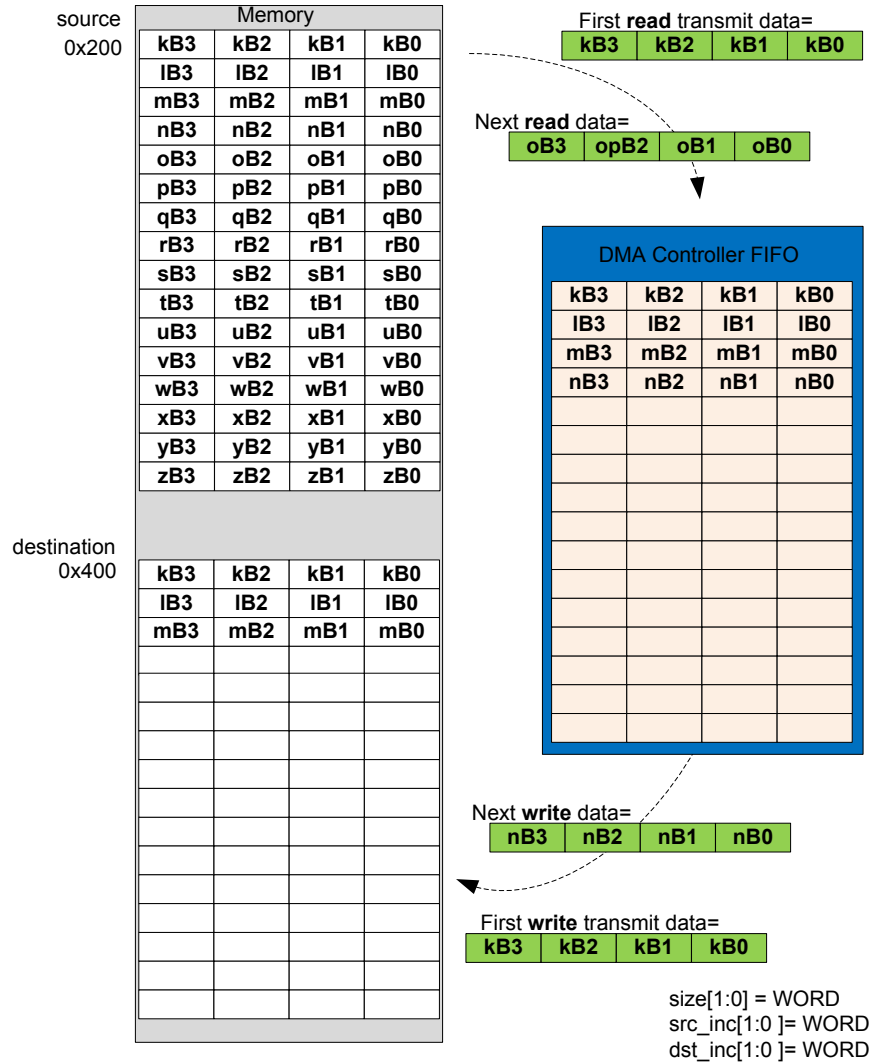 source
Memory
0x200
kB3 kB2 kB1 kB0
lB3 lB2 lB1 lB0
mB3 mB2 mB1 mB0
nB3 nB2 nB1 nB0
oB3 oB2 oB1 oB0
pB3 pB2 pB1 pB0
qB3 qB2 qB1 qB0
rB3 rB2 rB1 rB0
sB3 sB2 sB1 sB0
tB3 tB2 tB1 tB0
uB3 uB2 uB1 uB0
vB3 vB2 vB1 vB0
wB3 wB2 wB1 wB0
xB3 xB2 xB1 xB0
yB3 yB2 yB1 yB0
zB3 zB2 zB1 zB0
destination
0x400
kB3 kB2 kB1 kB0
lB3 lB2 lB1 lB0
mB3 mB2 mB1 mB0
First read transmit data=
kB3 kB2 kB1 kB0
Next read data=
oB3 opB2 oB1 oB0
DMA Controller FIFO
kB3 kB2 kB1 kB0
lB3 lB2 lB1 lB0
mB3 mB2 mB1 mB0
nB3 nB2 nB1 nB0
Next write data=
nB3 nB2 nB1 nB0
First write transmit data=
kB3 kB2 kB1 kB0
size[1:0] = WORD
src_inc[1:0 ]= WORD
dst_inc[1:0 ]= WORD